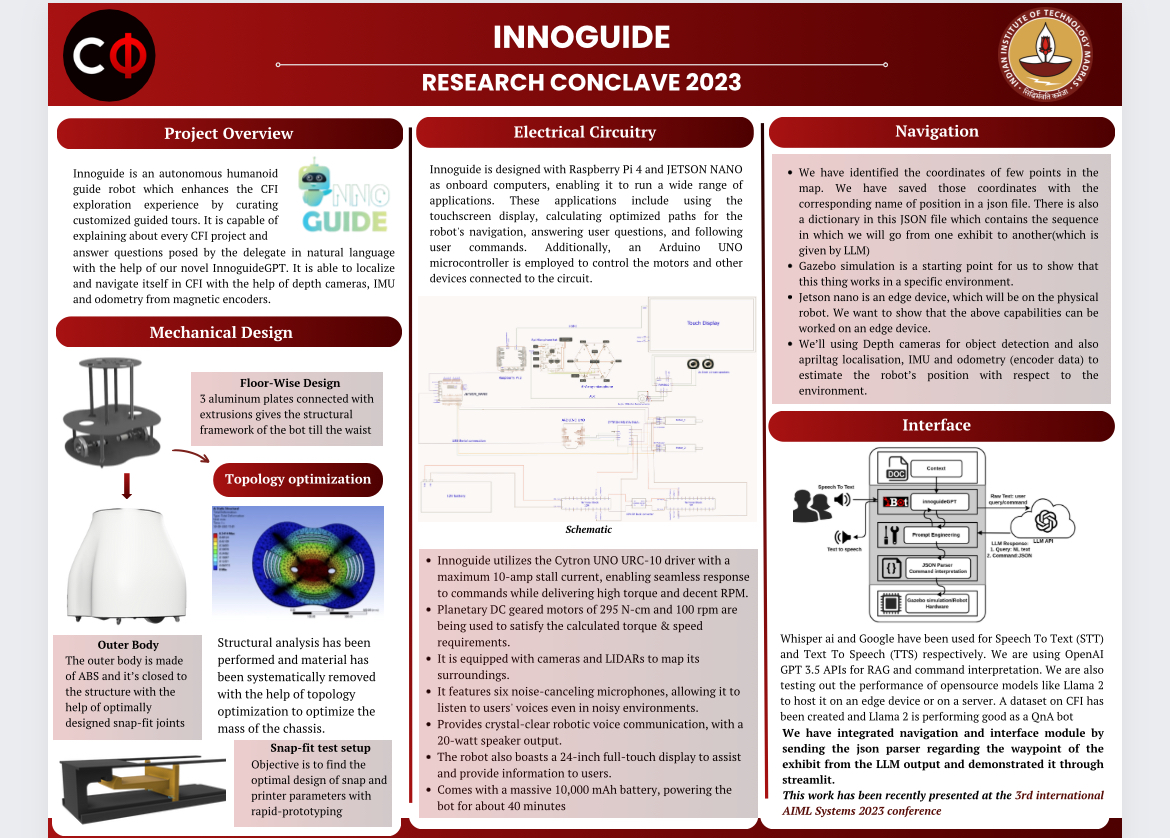 INNOGUIDE
RESEARCH CONCLAVE 2023
CΦ
INDIAN INSTITUTE OF TECHNOLOGY MADRAS
सिद्धिर्भवति कर्मजा
Project Overview
Innoguide is an autonomous humanoid
guide robot which enhances the CFI
exploration experience by curating
customized guided tours. It is capable of
explaining about every CFI project and
answer questions posed by the delegate in natural language
with the help of our novel InnoguideGPT. It is able to localize
and navigate itself in CFI with the help of depth cameras, IMU
and odometry from magnetic encoders.
NNO
GUIDE
Mechanical Design
Floor-Wise Design
3 aluminum plates connected with
extrusions gives the structural
framework of the bot till the waist
Topology optimization
Outer Body
The outer body is made
of ABS and it's closed to
the structure with the
help of optimally
designed snap-fit joints
Structural analysis has been
performed and material has
been systematically removed
with the help of topology
optimization to optimize the
mass of the chassis.
Snap-fit test setup
Objective is to find the
optimal design of snap and
printer parameters with
rapid-prototyping
Electrical Circuitry
Innoguide is designed with Raspberry Pi 4 and JETSON NANO
as onboard computers, enabling it to run a wide range of
applications. These applications include using the
touchscreen display, calculating optimized paths for the
robot's navigation, answering user questions, and following
user commands. Additionally, an Arduino UNO
microcontroller is employed to control the motors and other
devices connected to the circuit.
Touch Display
Schematic
Innoguide utilizes the Cytron UNO URC-10 driver with a
maximum 10-amp stall current, enabling seamless response
to commands while delivering high torque and decent RPM.
Planetary DC geared motors of 295 N-cm and 100 rpm are
being used to satisfy the calculated torque & speed
requirements.
It is equipped with cameras and LIDARs to map its
surroundings.
It features six noise-canceling microphones, allowing it to
listen to users' voices even in noisy environments.
Provides crystal-clear robotic voice communication, with a
20-watt speaker output.
The robot also boasts a 24-inch full-touch display to assist
and provide information to users.
Comes with a massive 10,000 mAh battery, powering the
bot for about 40 minutes
Navigation
We have identified the coordinates of few points in the
map. We have saved those coordinates with the
corresponding name of position in a json file. There is also
a dictionary in this JSON file which contains the sequence
in which we will go from one exhibit to another(which is
given by LLM)
Gazebo simulation is a starting point for us to show that
this thing works in a specific environment.
Jetson nano is an edge device, which will be on the physical
robot. We want to show that the above capabilities can be
worked on an edge device.
We'll using Depth cameras for object detection and also
apriltag localisation, IMU and odometry (encoder data) to
estimate the robot's position with respect to the
environment.
Interface
DOC
Context
Speech To Text
innoguideGPT
Raw Text: user
query/command
Prompt Engineering
LLM API
Text to speech
LLM Response:
1. Query: NL text
2. Command:JSON
JSON Parser
Command interpretation
Gazebo simulation/Robot
Hardware
Whisper ai and Google have been used for Speech To Text (STT)
and Text To Speech (TTS) respectively. We are using OpenAI
GPT 3.5 APIs for RAG and command interpretation. We are also
testing out the performance of opensource models like Llama 2
to host it on an edge device or on a server. A dataset on CFI has
been created and Llama 2 is performing good as a QnA bot
We have integrated navigation and interface module by
sending the json parser regarding the waypoint of the
exhibit from the LLM output and demonstrated it through
streamlit.
This work has been recently presented at the 3rd international
AIML Systems 2023 conference